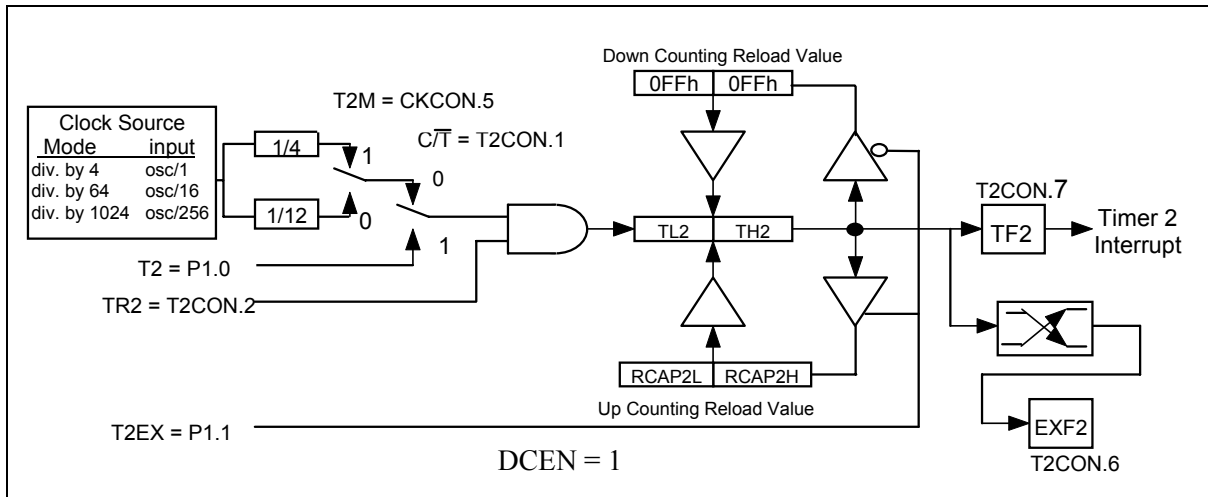 Down Counting Reload Value
0FFh 0FFh
T2M = CKCON.5
C/T̅ = T2CON.1
Clock Source
Mode input
div. by 4 osc/1
div. by 64 osc/16
div. by 1024 osc/256
1/4
1/12
1
0
0
1
T2 = P1.0
TR2 = T2CON.2
TL2 TH2
T2CON.7
TF2
Timer 2
Interrupt
RCAP2L RCAP2H
Up Counting Reload Value
T2EX = P1.1
DCEN = 1
EXF2
T2CON.6